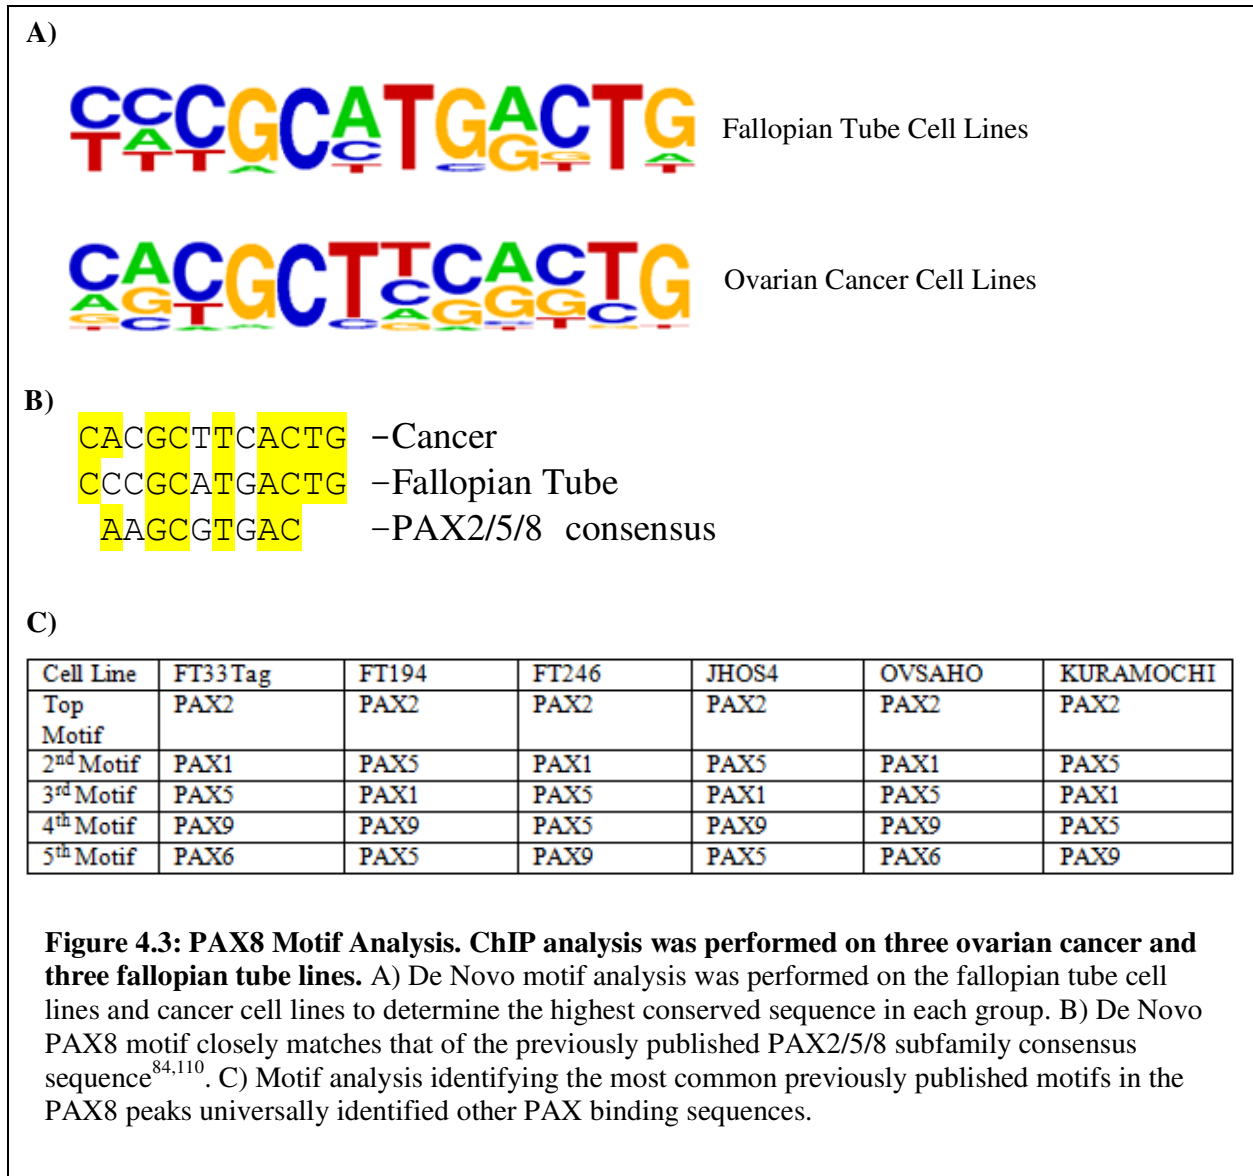 A)
CCCGCATGACTG
Fallopian Tube Cell Lines
CACGCTTCACTG
Ovarian Cancer Cell Lines
B)
CACGCTTCACTG –Cancer
CCCGCATGACTG –Fallopian Tube
AAGCGTGAC –PAX2/5/8 consensus
C)
Cell Line FT33Tag FT194 FT246 JHOS4 OVSAHO KURAMOCHI
Top Motif PAX2 PAX2 PAX2 PAX2 PAX2 PAX2
2nd Motif PAX1 PAX5 PAX1 PAX5 PAX1 PAX5
3rd Motif PAX5 PAX1 PAX5 PAX1 PAX5 PAX1
4th Motif PAX9 PAX9 PAX5 PAX9 PAX9 PAX5
5th Motif PAX6 PAX5 PAX9 PAX5 PAX6 PAX9
Figure 4.3: PAX8 Motif Analysis. ChIP analysis was performed on three ovarian cancer and
three fallopian tube lines. A) De Novo motif analysis was performed on the fallopian tube cell
lines and cancer cell lines to determine the highest conserved sequence in each group. B) De Novo
PAX8 motif closely matches that of the previously published PAX2/5/8 subfamily consensus
sequence84,110. C) Motif analysis identifying the most common previously published motifs in the
PAX8 peaks universally identified other PAX binding sequences.